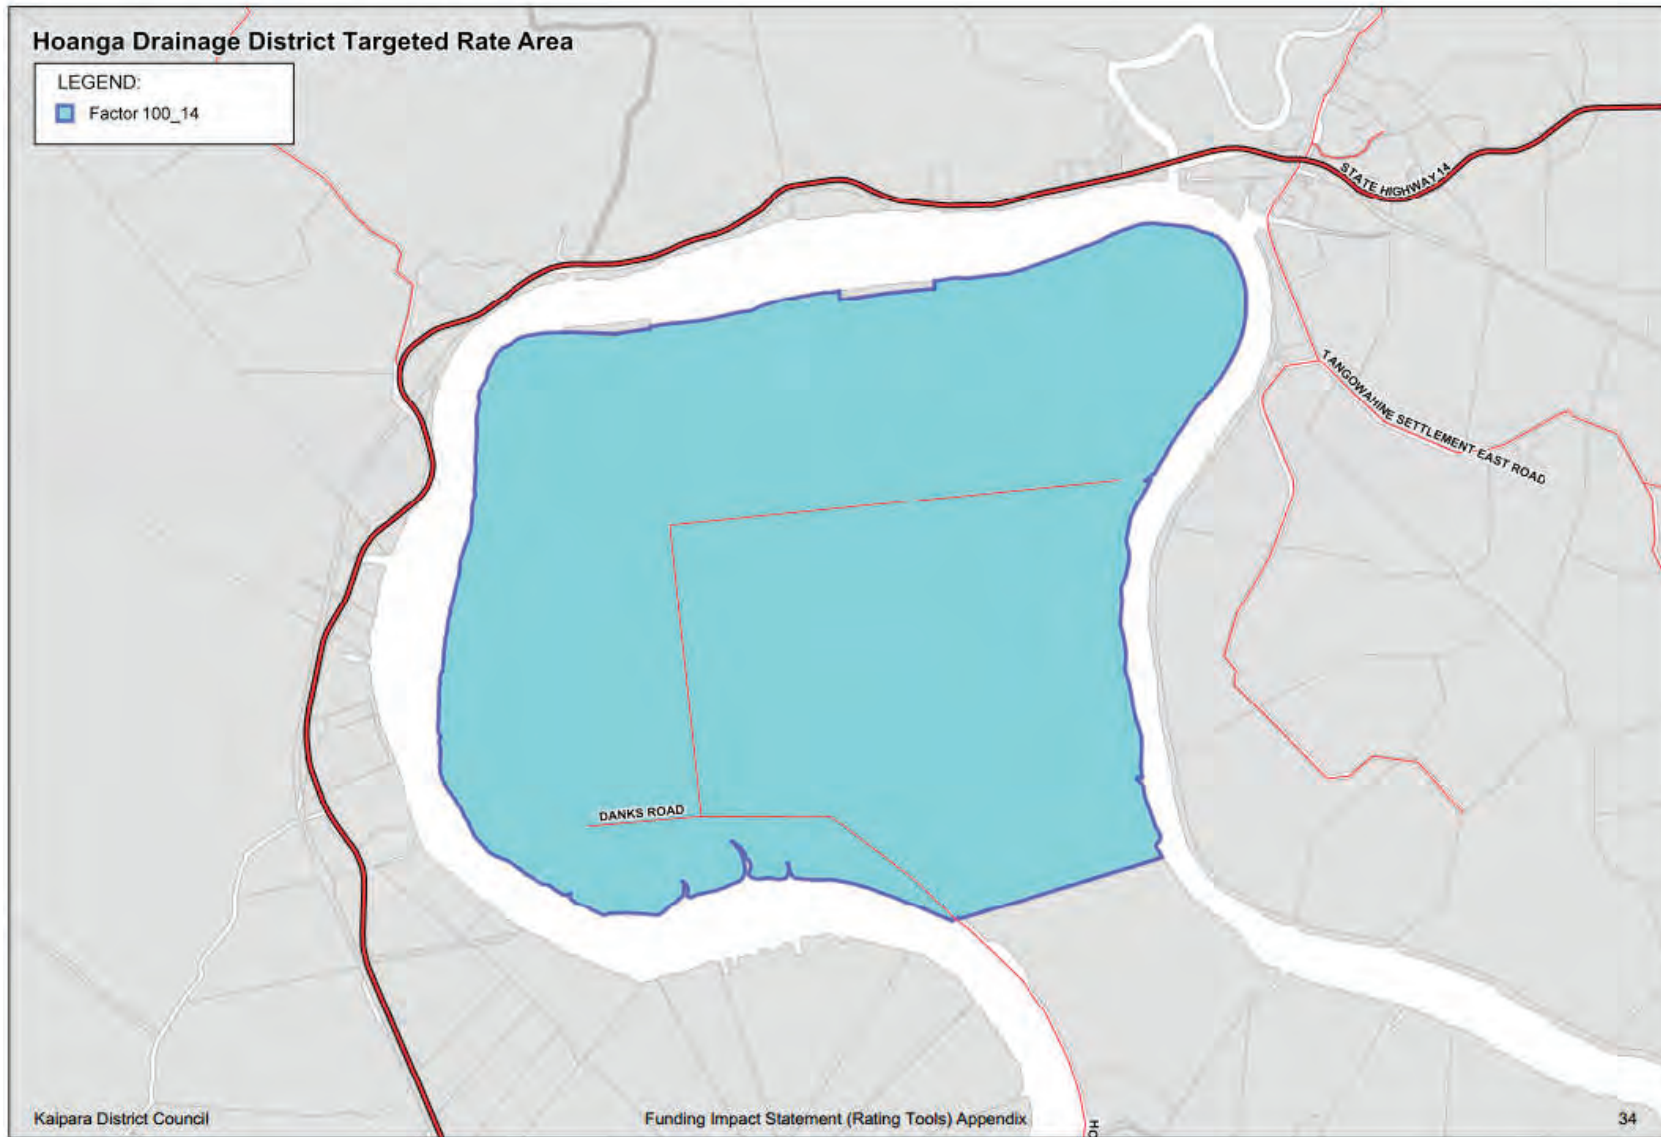 Hoanga Drainage District Targeted Rate Area
LEGEND:
Factor 100_14
STATE HIGHWAY 14
TANGOWAHINE SETTLEMENT EAST ROAD
DANKS ROAD
HO
Kaipara District Council
Funding Impact Statement (Rating Tools) Appendix
34